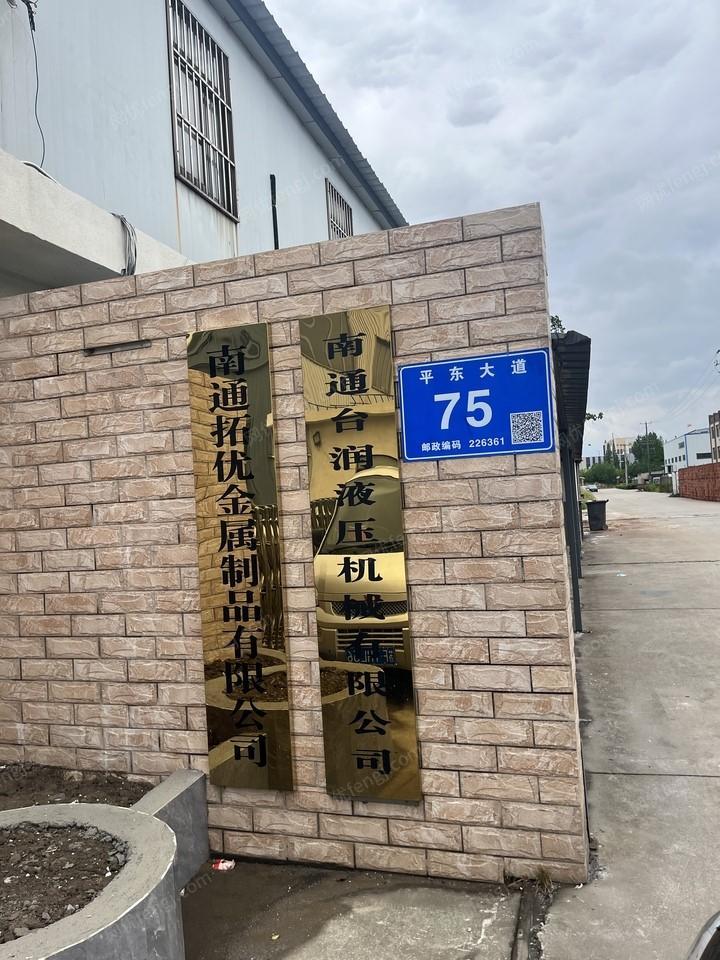 南通拓优金属制品有限公司
南通台润液压机械有限公司
平东大道
75
邮政编码 226361